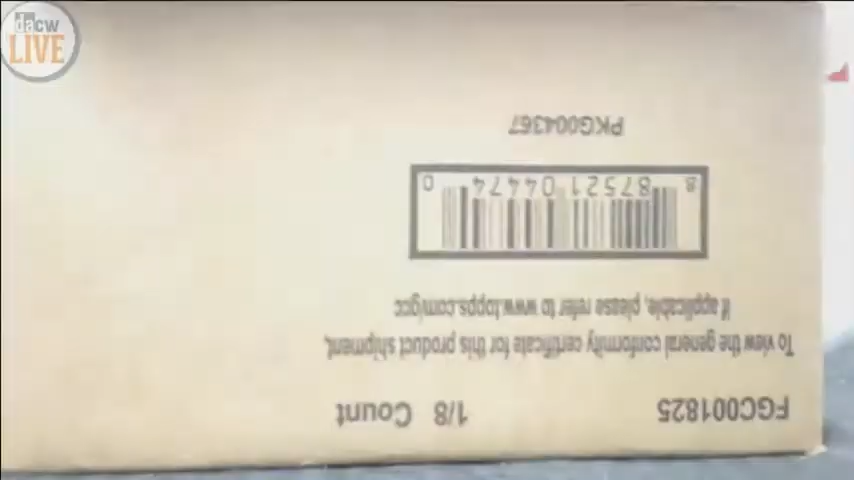 dacw
LIVE
FGC001825 1/8 Count
To view the general conformity certificate for this product shipment,
if applicable, please refer to www.topps.com/gcc
8 87521 04474 0
PKG004367